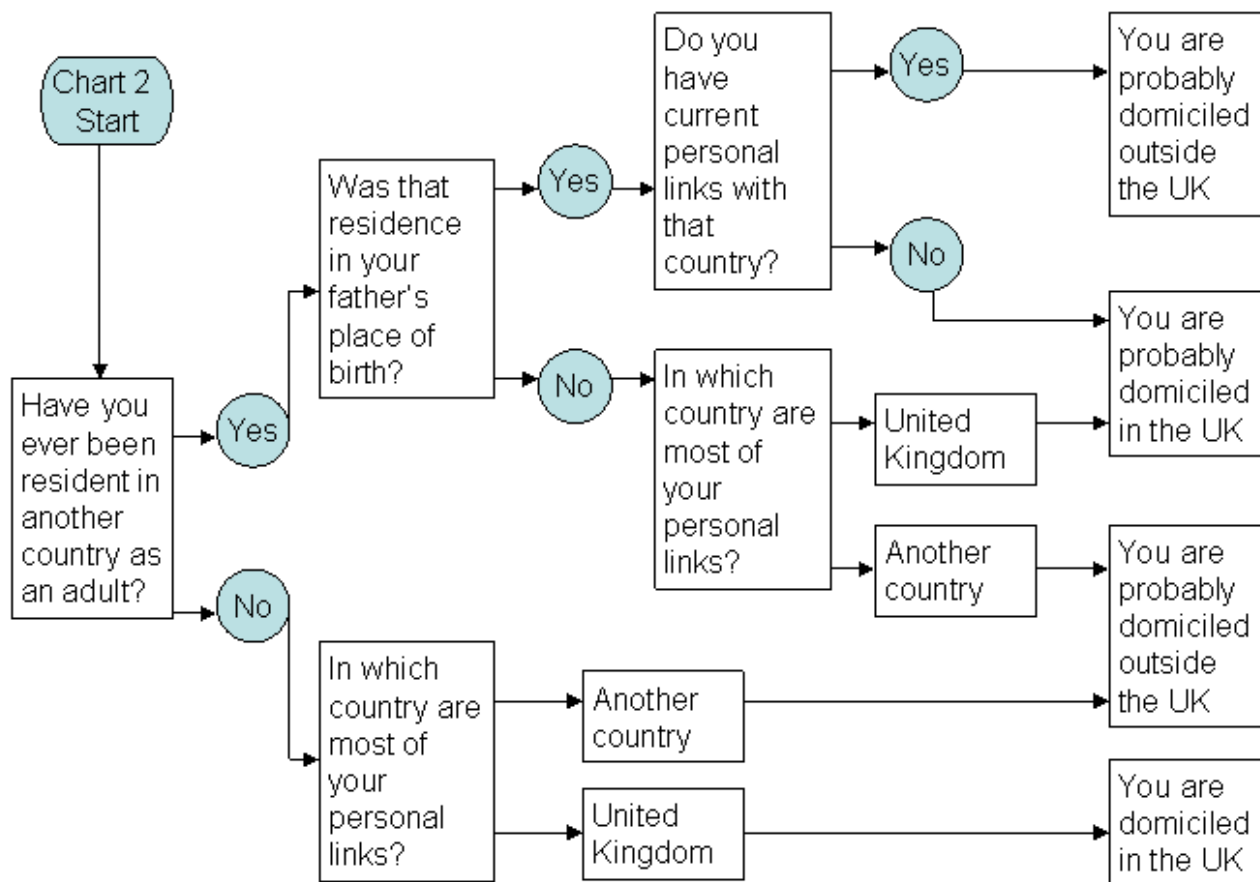 Chart 2
Start
Have you
ever been
resident in
another
country as
an adult?
Yes
No
Was that
residence
in your
father's
place of
birth?
Yes
No
Do you
have
current
personal
links with
that
country?
Yes
No
You are
probably
domiciled
outside
the UK
You are
probably
domiciled
in the UK
In which
country are
most of
your
personal
links?
United
Kingdom
Another
country
You are
probably
domiciled
outside
the UK
In which
country are
most of
your
personal
links?
Another
country
United
Kingdom
You are
domiciled
in the UK